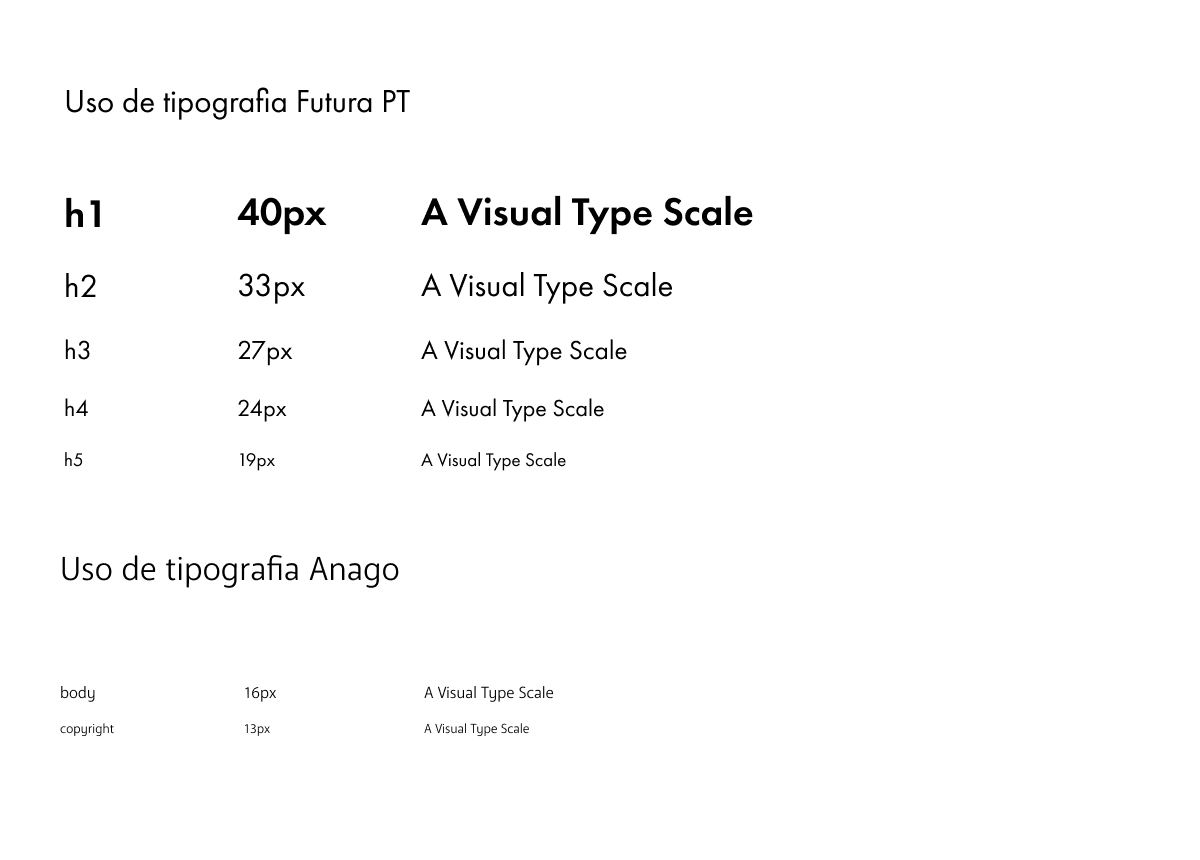 Uso de tipografia Futura PT
h1 40px A Visual Type Scale
h2 33px A Visual Type Scale
h3 27px A Visual Type Scale
h4 24px A Visual Type Scale
h5 19px A Visual Type Scale
Uso de tipografia Anago
body 16px A Visual Type Scale
copyright 13px A Visual Type Scale